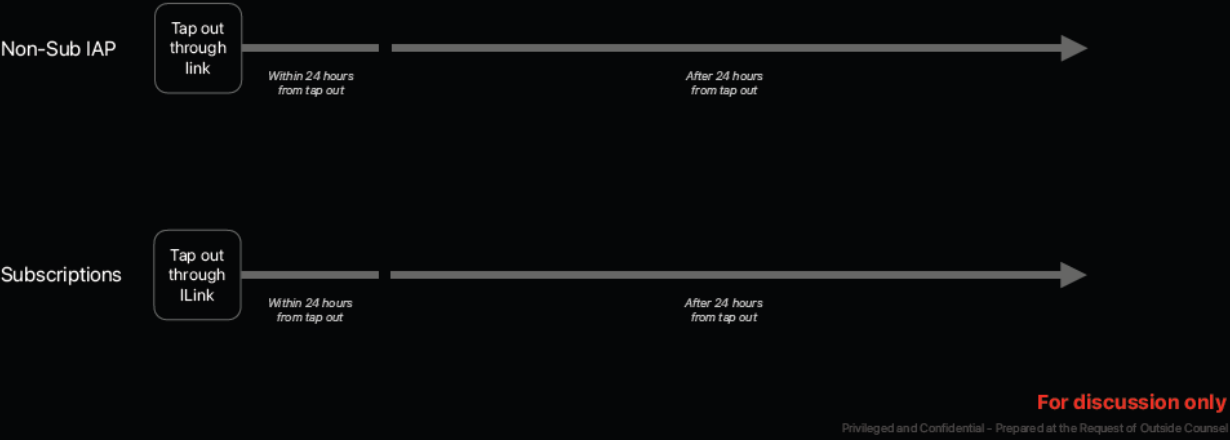 Non-Sub IAP
Tap out
through
link
Within 24 hours
from tap out
After 24 hours
from tap out
Subscriptions
Tap out
through
ILink
Within 24 hours
from tap out
After 24 hours
from tap out
For discussion only
Privileged and Confidential - Prepared at the Request of Outside Counsel